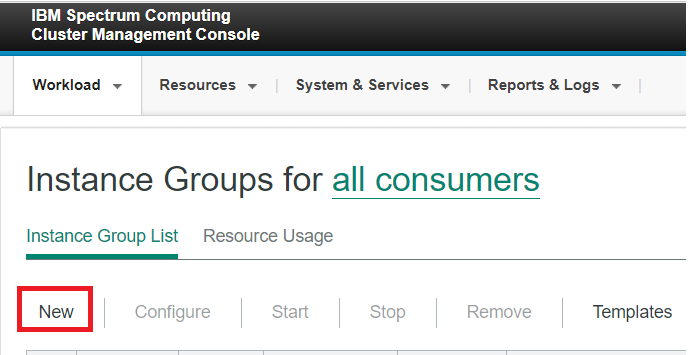 IBM Spectrum Computing
Cluster Management Console
Workload Resources System & Services Reports & Logs
Instance Groups for all consumers
Instance Group List Resource Usage
New Configure Start Stop Remove Templates